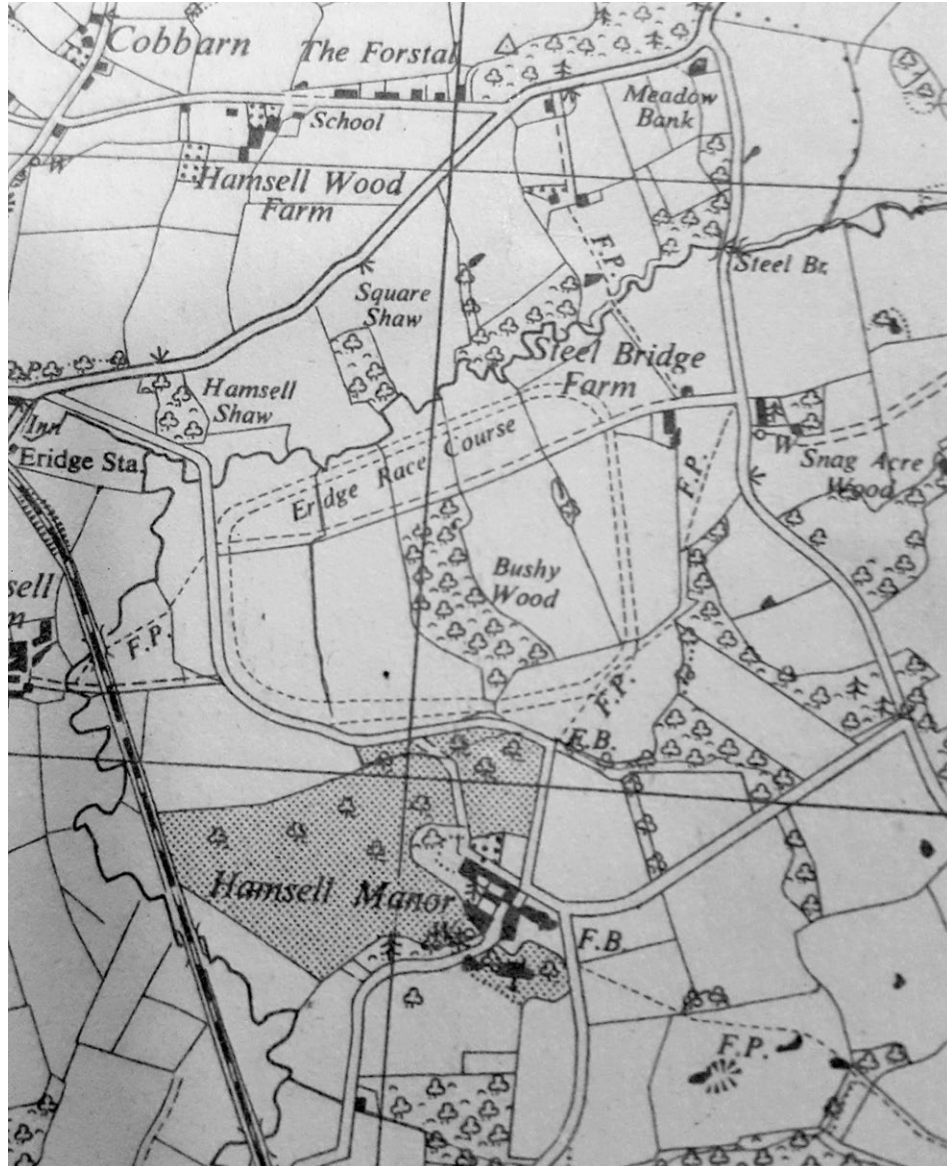 Cobbarn
The Forstal
School
Meadow
Bank
W
Hamsell Wood
Farm
F.P.
Steel Br.
Square
Shaw
P
Hamsell
Shaw
Steel Bridge
Farm
Inn
Eridge Sta.
Eridge Race Course
F.P.
W
Snag Acre
Wood
Bushy
Wood
sell
m
F.P.
F.P.
F.B.
Hamsell Manor
F.B.
F.P.